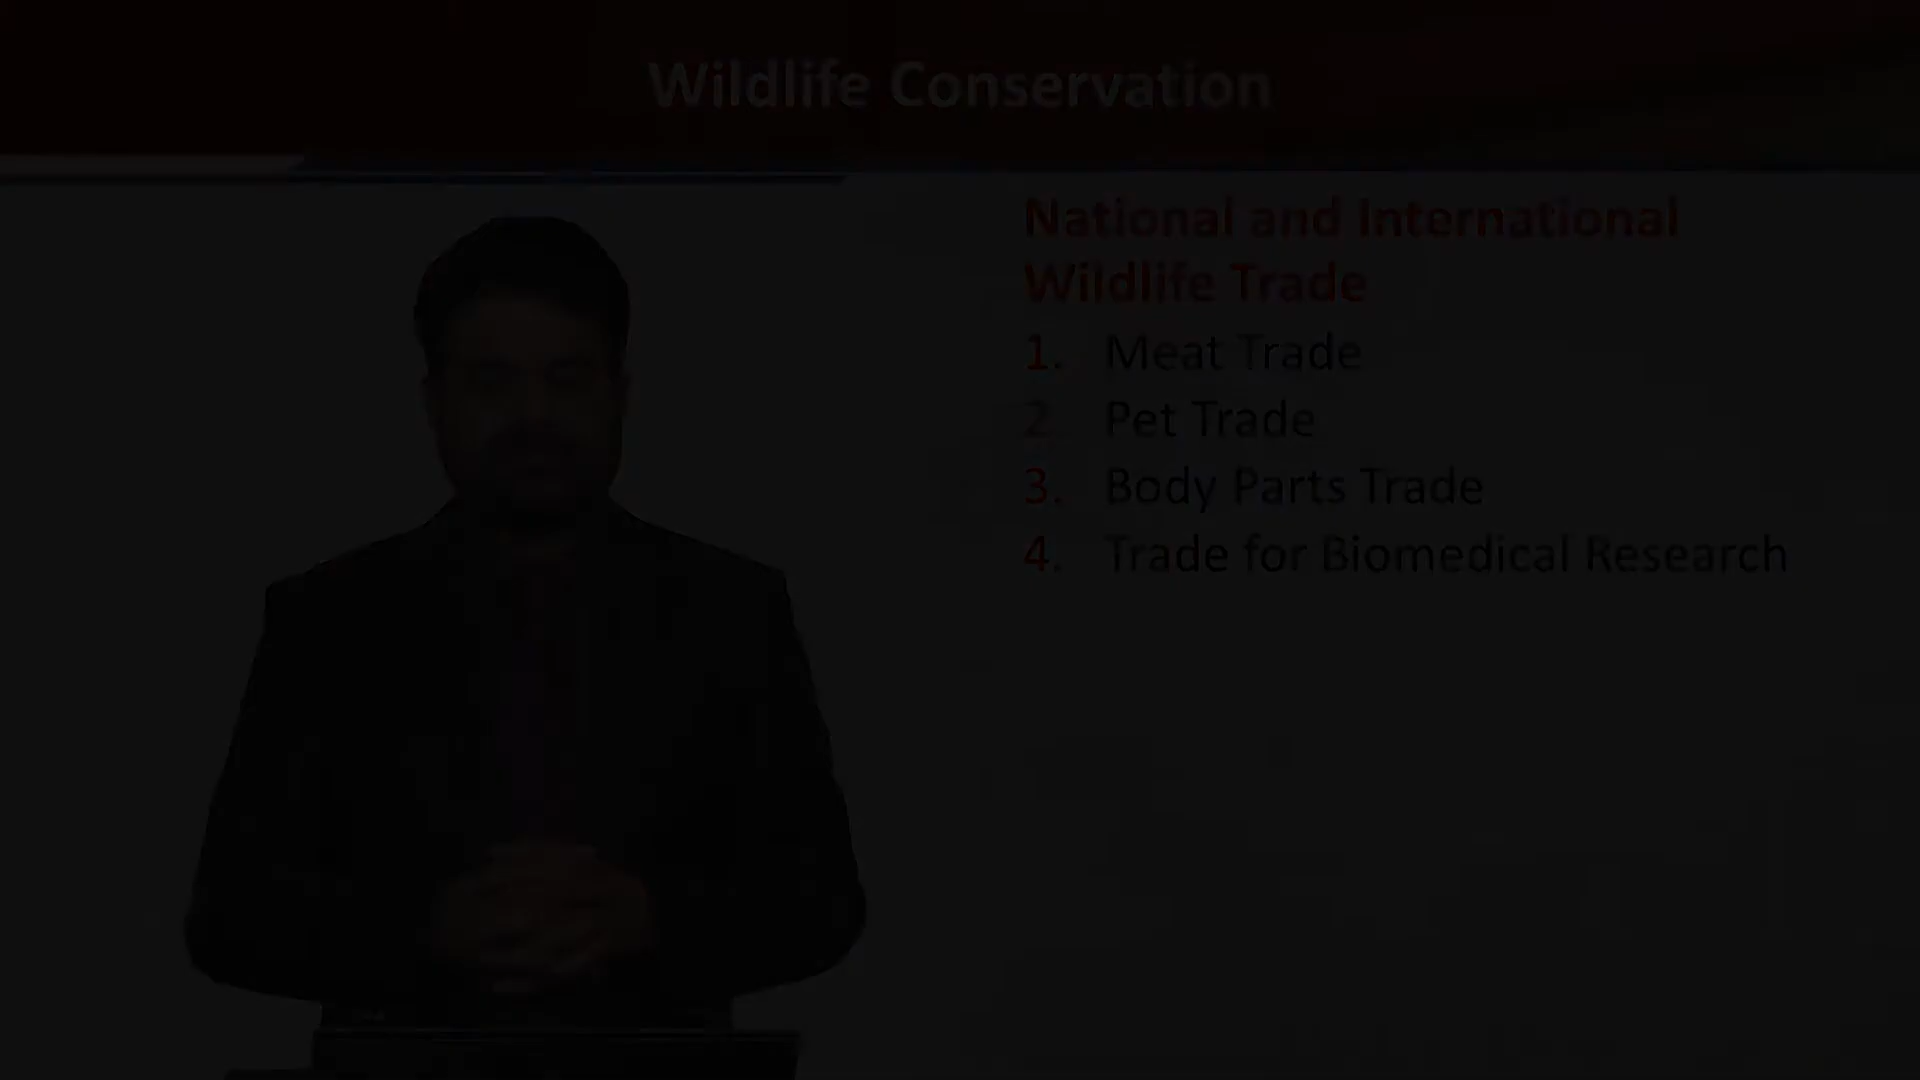 Wildlife Conservation
National and International
Wildlife Trade
1. Meat Trade
2. Pet Trade
3. Body Parts Trade
4. Trade for Biomedical Research